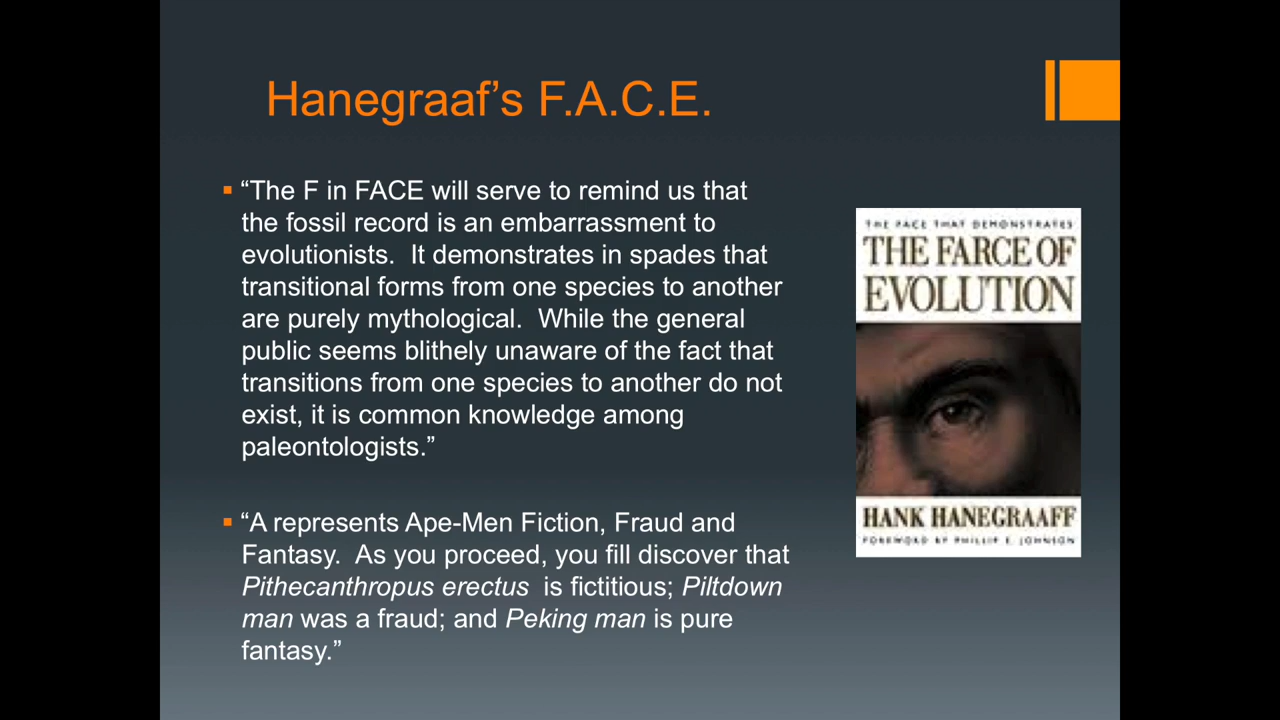 Hanegraaf’s F.A.C.E.
“The F in FACE will serve to remind us that
the fossil record is an embarrassment to
evolutionists. It demonstrates in spades that
transitional forms from one species to another
are purely mythological. While the general
public seems blithely unaware of the fact that
transitions from one species to another do not
exist, it is common knowledge among
paleontologists.”
“A represents Ape-Men Fiction, Fraud and
Fantasy. As you proceed, you fill discover that
Pithecanthropus erectus is fictitious; Piltdown
man was a fraud; and Peking man is pure
fantasy.”
THE FACE THAT DEMONSTRATES
THE FARCE OF
EVOLUTION
HANK HANEGRAAFF
FOREWORD BY PHILLIP E. JOHNSON